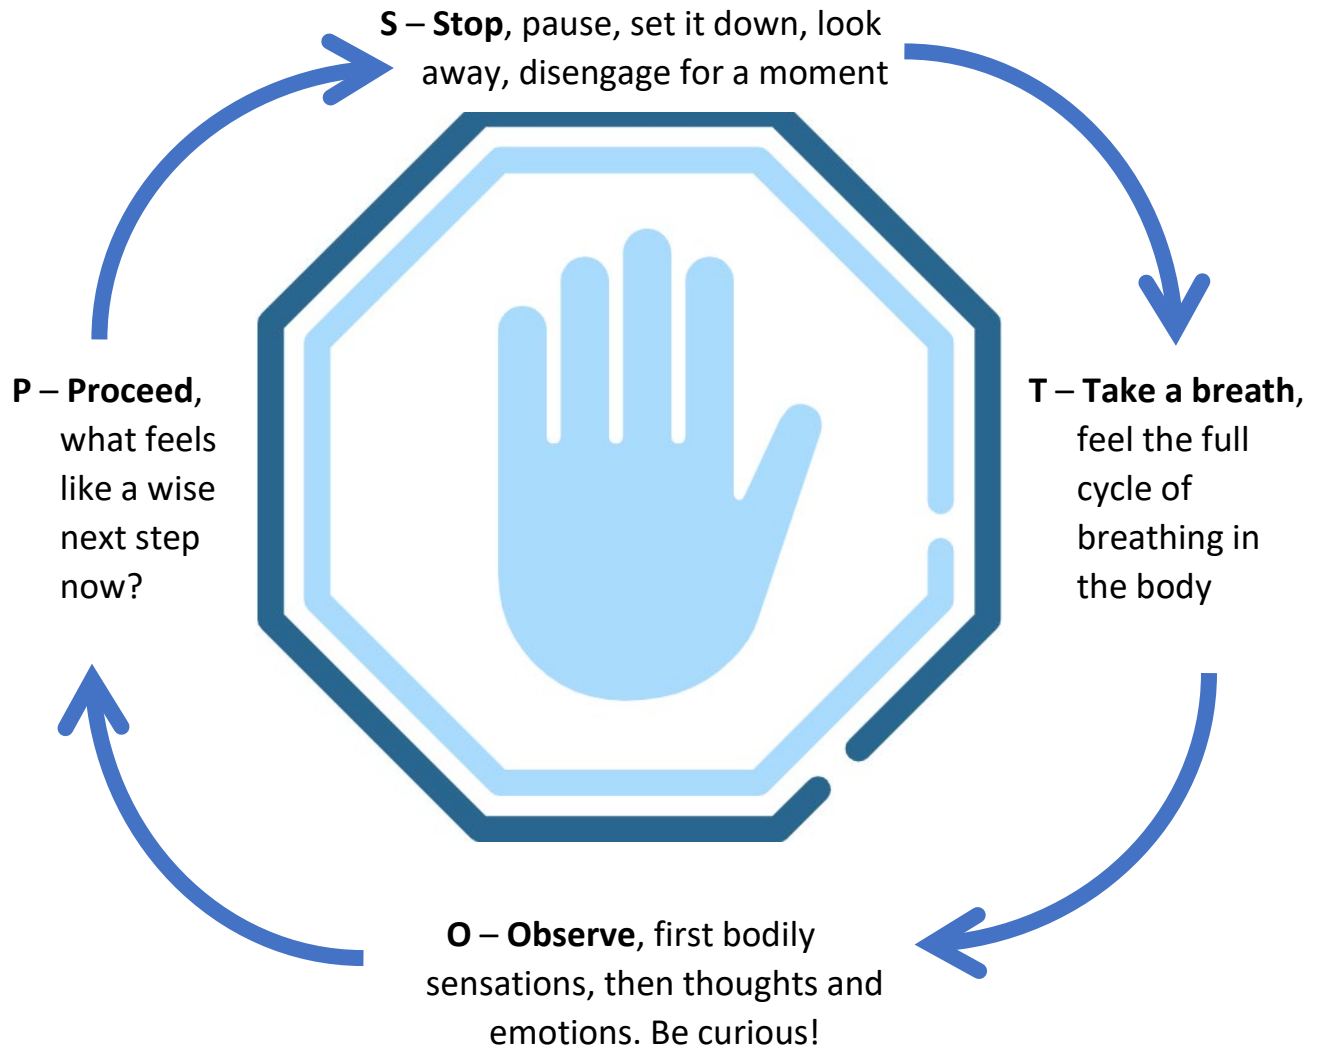 S – Stop, pause, set it down, look
away, disengage for a moment
T – Take a breath,
feel the full
cycle of
breathing in
the body
O – Observe, first bodily
sensations, then thoughts and
emotions. Be curious!
P – Proceed,
what feels
like a wise
next step
now?